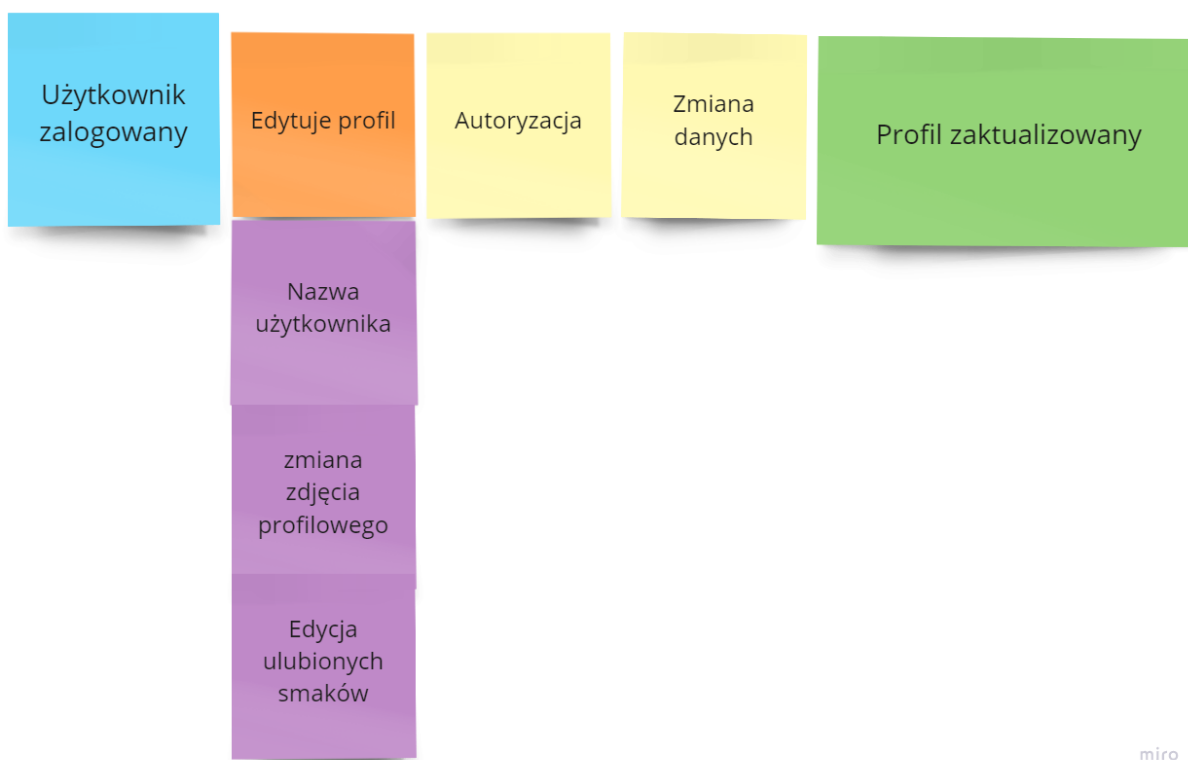 Użytkownik
zalogowany
Edytuje profil
Autoryzacja
Zmiana
danych
Profil zaktualizowany
Nazwa
użytkownika
zmiana
zdjęcia
profilowego
Edycja
ulubionych
smaków
miro